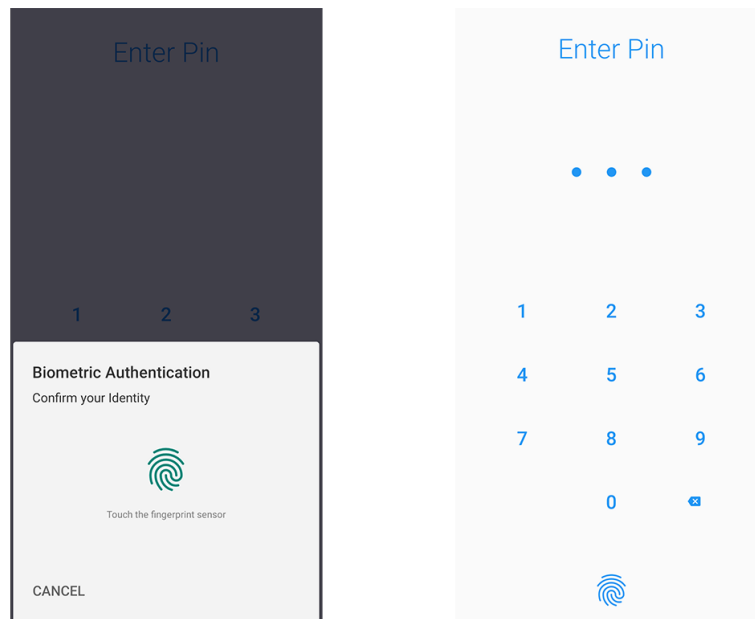 Enter Pin
1 2 3
Biometric Authentication
Confirm your Identity
Touch the fingerprint sensor
CANCEL
Enter Pin
1 2 3
4 5 6
7 8 9
0